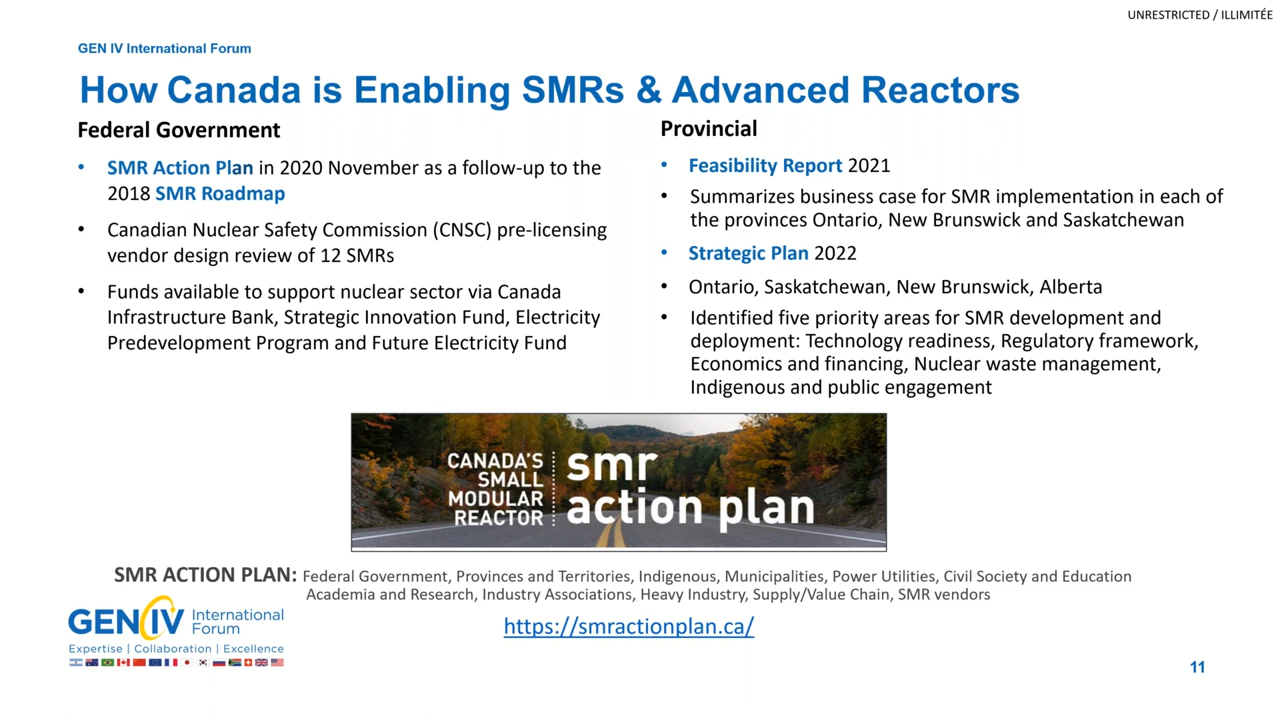 UNRESTRICTED / ILLIMITÉE
GEN IV International Forum
How Canada is Enabling SMRs & Advanced Reactors
Federal Government
• SMR Action Plan in 2020 November as a follow-up to the
2018 SMR Roadmap
• Canadian Nuclear Safety Commission (CNSC) pre-licensing
vendor design review of 12 SMRs
• Funds available to support nuclear sector via Canada
Infrastructure Bank, Strategic Innovation Fund, Electricity
Predevelopment Program and Future Electricity Fund
Provincial
• Feasibility Report 2021
• Summarizes business case for SMR implementation in each of
the provinces Ontario, New Brunswick and Saskatchewan
• Strategic Plan 2022
• Ontario, Saskatchewan, New Brunswick, Alberta
• Identified five priority areas for SMR development and
deployment: Technology readiness, Regulatory framework,
Economics and financing, Nuclear waste management,
Indigenous and public engagement
CANADA'S
SMALL
MODULAR
REACTOR
smr
action plan
SMR ACTION PLAN: Federal Government, Provinces and Territories, Indigenous, Municipalities, Power Utilities, Civil Society and Education
Academia and Research, Industry Associations, Heavy Industry, Supply/Value Chain, SMR vendors
GEN IV International
Forum
Expertise | Collaboration | Excellence
https://smractionplan.ca/
11